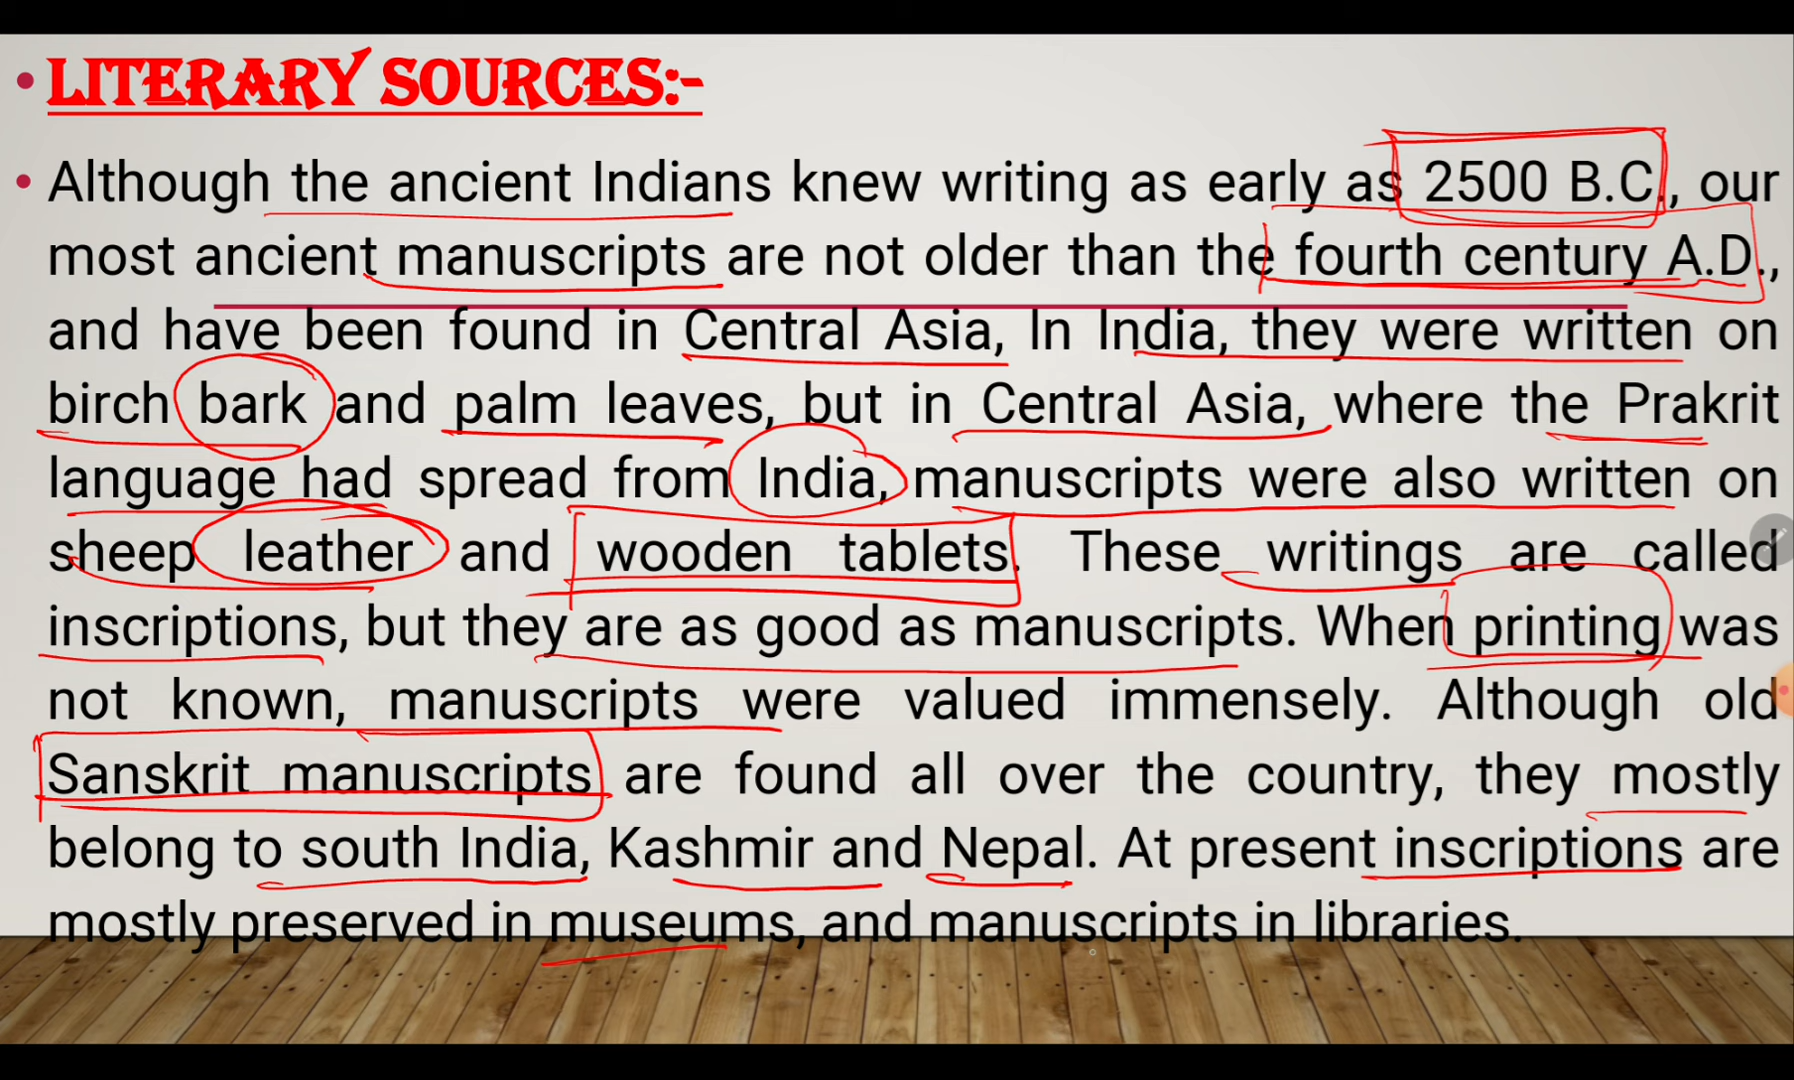 LITERARY SOURCES:-
Although the ancient Indians knew writing as early as 2500 B.C., our
most ancient manuscripts are not older than the fourth century A.D.,
and have been found in Central Asia, In India, they were written on
birch bark and palm leaves, but in Central Asia, where the Prakrit
language had spread from India, manuscripts were also written on
sheep leather and wooden tablets. These writings are called
inscriptions, but they are as good as manuscripts. When printing was
not known, manuscripts were valued immensely. Although old
Sanskrit manuscripts are found all over the country, they mostly
belong to south India, Kashmir and Nepal. At present inscriptions are
mostly preserved in museums, and manuscripts in libraries.